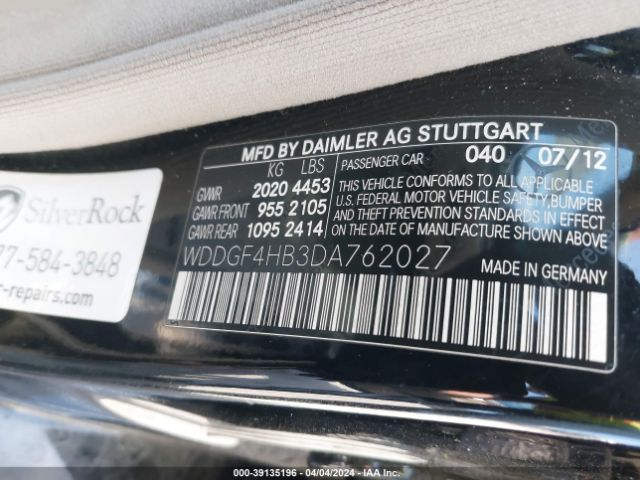 MFD BY DAIMLER AG STUTTGART
KG LBS
GVWR 2020 4453
GAWR FRONT 955 2105
GAWR REAR 1095 2414
PASSENGER CAR 040 07/12
THIS VEHICLE CONFORMS TO ALL APPLICABLE
U.S. FEDERAL MOTOR VEHICLE SAFETY, BUMPER
AND THEFT PREVENTION STANDARDS IN EFFECT
ON THE DATE OF MANUFACTURE SHOWN ABOVE
WDDGF4HB3DA762027
MADE IN GERMANY
SilverRock
77-584-3848
r-repairs.com
000-39135196 - 04/04/2024 - IAAI.COM